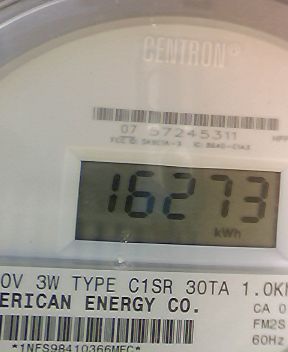 CENTRON®
07 57245311
16273
kWh
0V 3W TYPE C1SR 30TA 1.0K
ERICAN ENERGY CO.
CA 0
FM2S
60Hz
*1NFS98410366MEC*